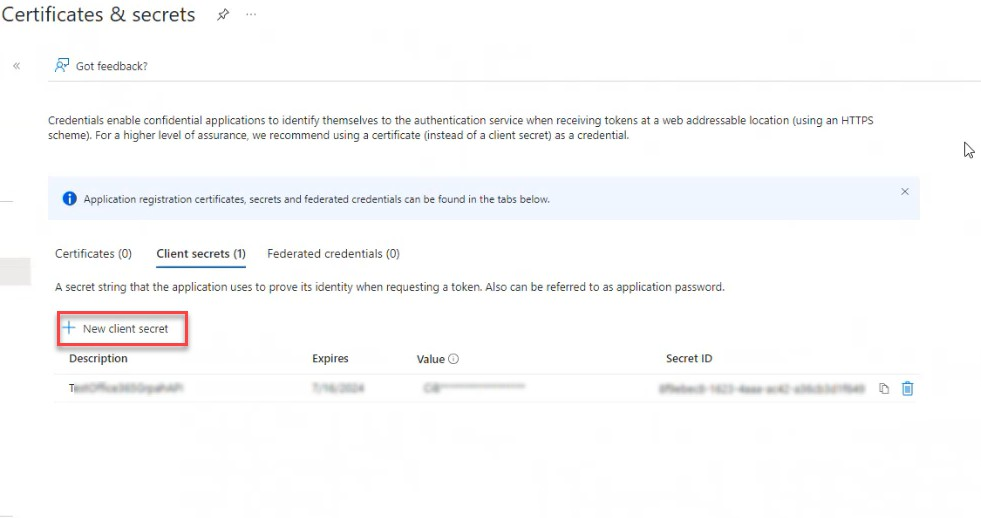 Certificates & secrets
Got feedback?
Credentials enable confidential applications to identify themselves to the authentication service when receiving tokens at a web addressable location (using an HTTPS
scheme). For a higher level of assurance, we recommend using a certificate (instead of a client secret) as a credential.
Application registration certificates, secrets and federated credentials can be found in the tabs below.
Certificates (0) Client secrets (1) Federated credentials (0)
A secret string that the application uses to prove its identity when requesting a token. Also can be referred to as application password.
New client secret
Description Expires Value Secret ID